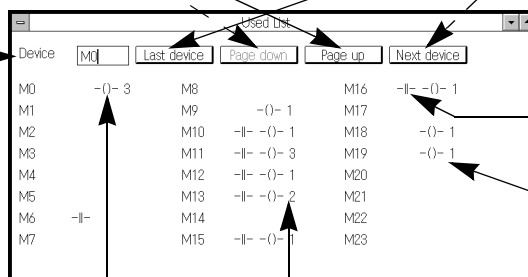 Used List
Device M0 Last device Page down Page up Next device
M0 -()- 3 M8 M16 -||- -()- 1
M1 M9 -()- 1 M17
M2 M10 -||- -()- 1 M18 -()- 1
M3 M11 -||- -()- 3 M19 -()- 1
M4 M12 -||- -()- 1 M20
M5 M13 -||- -()- 2 M21
M6 -||- M14 M22
M7 M15 -||- -()- 1 M23